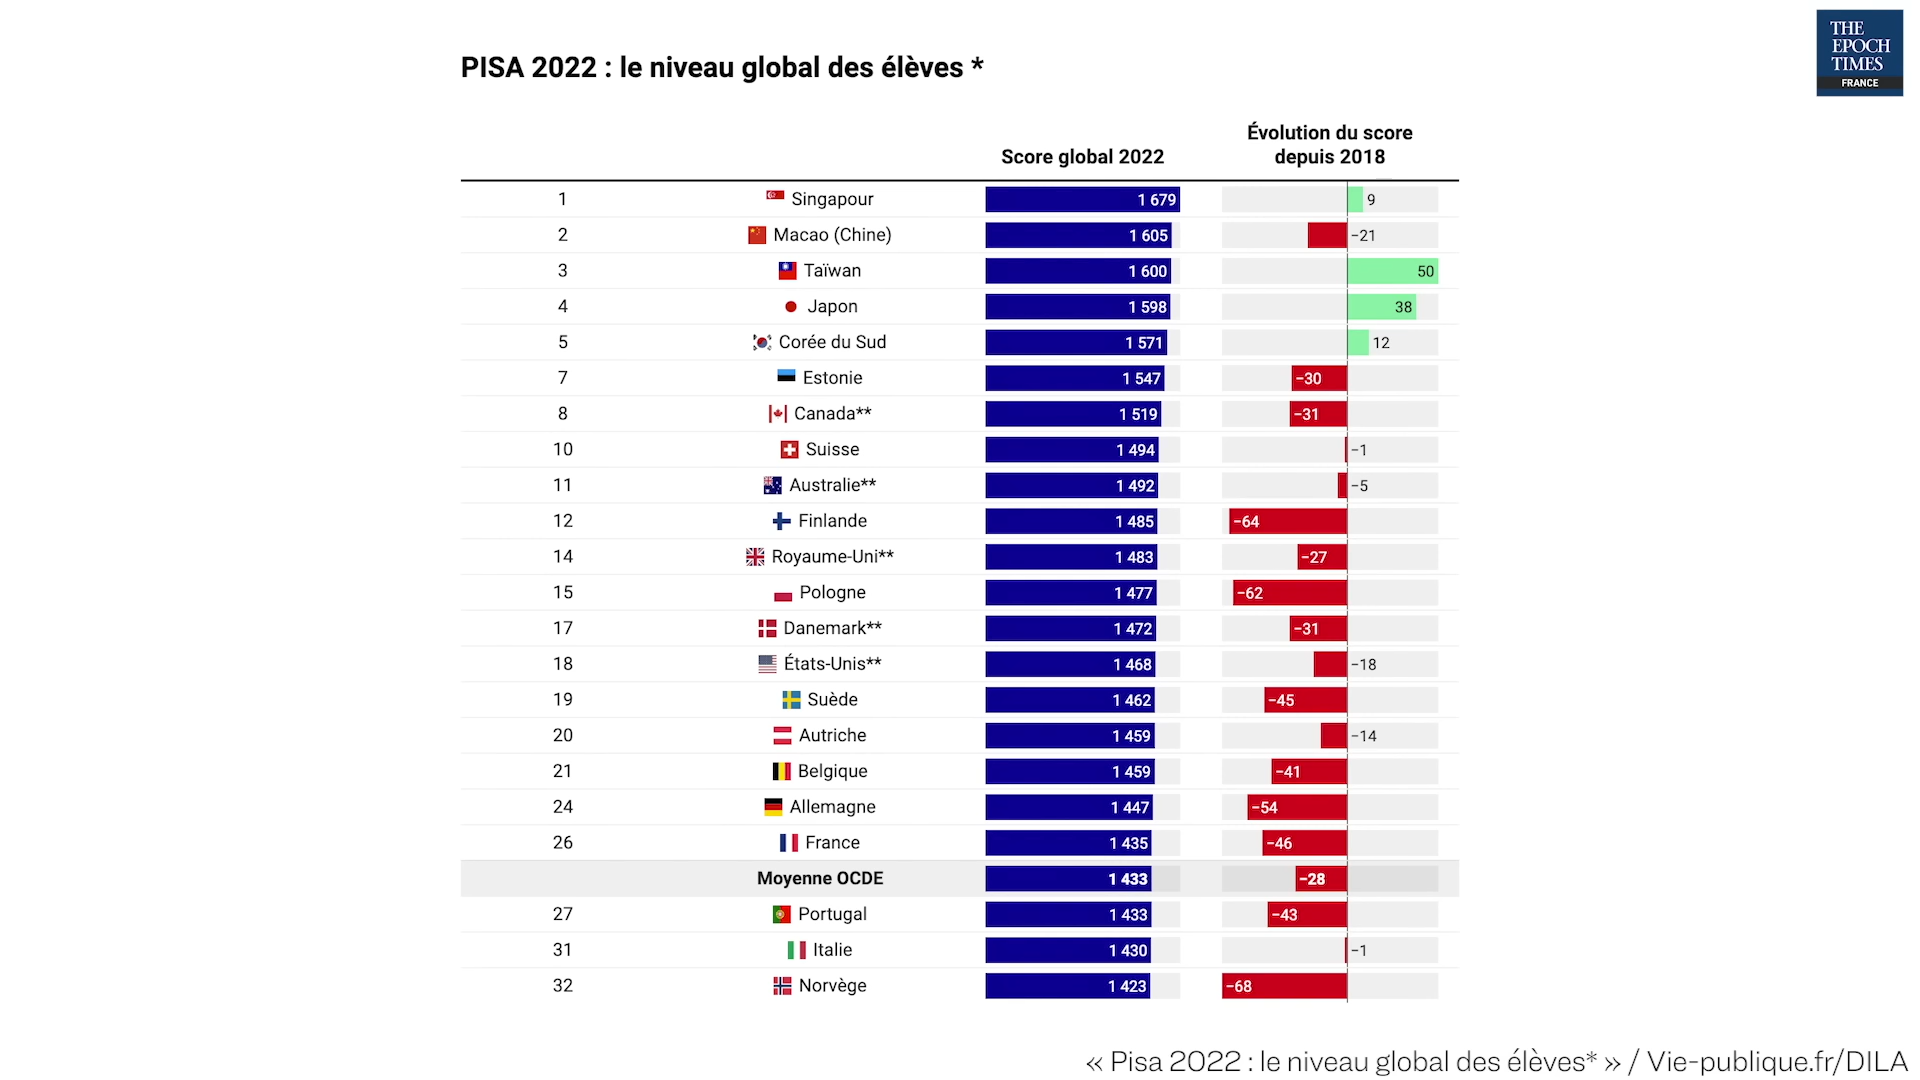 THE
EPOCH
TIMES
FRANCE
PISA 2022 : le niveau global des élèves *
Score global 2022
Évolution du score
depuis 2018
1 Singapour 1 679 9
2 Macao (Chine) 1 605 −21
3 Taïwan 1 600 50
4 Japon 1 598 38
5 Corée du Sud 1 571 12
7 Estonie 1 547 −30
8 Canada** 1 519 −31
10 Suisse 1 494 −1
11 Australie** 1 492 −5
12 Finlande 1 485 −64
14 Royaume-Uni** 1 483 −27
15 Pologne 1 477 −62
17 Danemark** 1 472 −31
18 États-Unis** 1 468 −18
19 Suède 1 462 −45
20 Autriche 1 459 −14
21 Belgique 1 459 −41
24 Allemagne 1 447 −54
26 France 1 435 −46
Moyenne OCDE 1 433 −28
27 Portugal 1 433 −43
31 Italie 1 430 −1
32 Norvège 1 423 −68
« Pisa 2022 : le niveau global des élèves* » / Vie-publique.fr/DILA